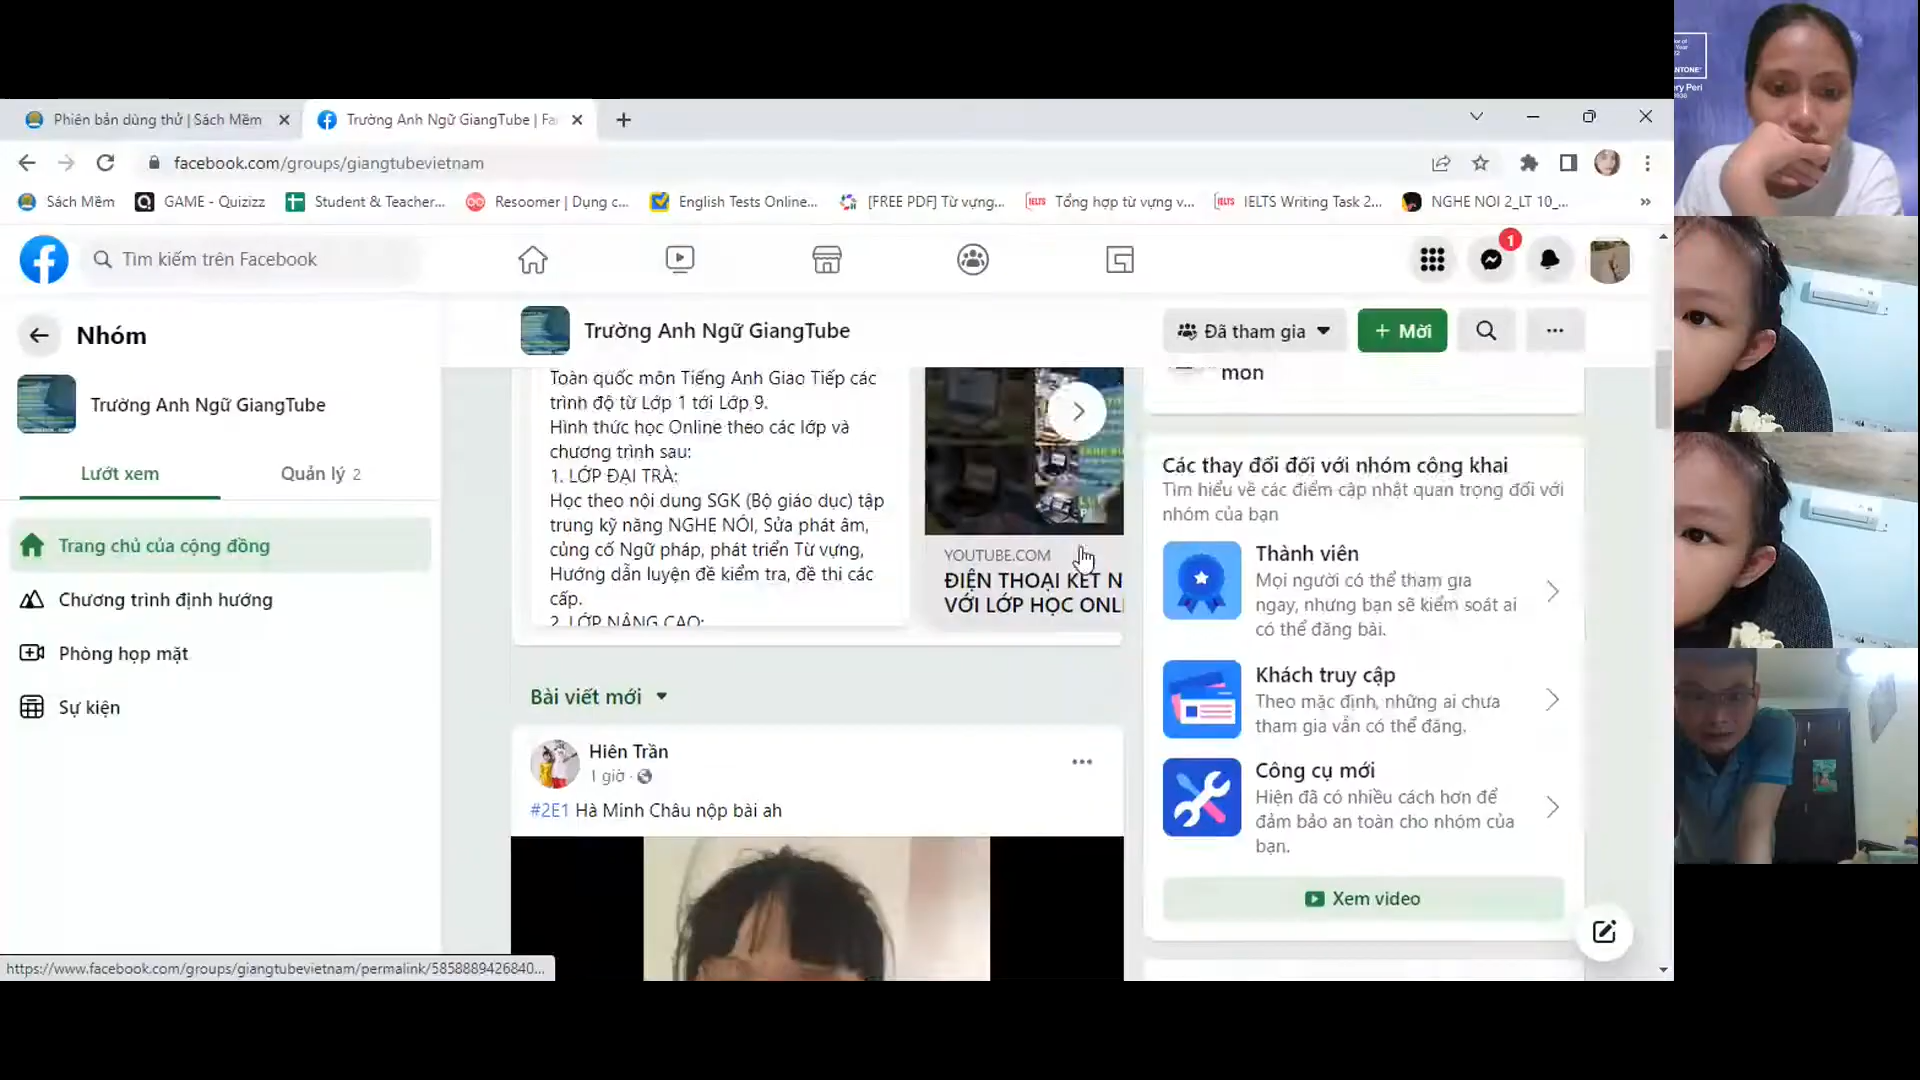 Phiên bản dùng thử | Sách Mềm
Trường Anh Ngữ GiangTube | Fa
facebook.com/groups/giangtubevietnam
Sách Mềm
GAME - Quizizz
Student & Teacher...
Resoomer | Dụng c...
English Tests Online...
[FREE PDF] Từ vựng...
IELTS
Tổng hợp từ vựng v...
IELTS
IELTS Writing Task 2...
NGHE NOI 2_LT 10_...
Tìm kiếm trên Facebook
1
Nhóm
Trường Anh Ngữ GiangTube
Lướt xem
Quản lý 2
Trang chủ của cộng đồng
Chương trình định hướng
Phòng họp mặt
Sự kiện
Trường Anh Ngữ GiangTube
Đã tham gia
+ Mời
Toàn quốc môn Tiếng Anh Giao Tiếp các
trình độ từ Lớp 1 tới Lớp 9.
Hình thức học Online theo các lớp và
chương trình sau:
1. LỚP ĐẠI TRÀ:
Học theo nội dung SGK (Bộ giáo dục) tập
trung kỹ năng NGHE NÓI, Sửa phát âm,
củng cố Ngữ pháp, phát triển Từ vựng,
Hướng dẫn luyện đề kiểm tra, đề thi các
cấp.
2. LỚP NÂNG CAO:
YOUTUBE.COM
ĐIỆN THOẠI KẾT N
VỚI LỚP HỌC ONL
Bài viết mới
Hiên Trần
1 giờ ·
#2E1 Hà Minh Châu nộp bài ah
mon
Các thay đổi đối với nhóm công khai
Tìm hiểu về các điểm cập nhật quan trọng đối với
nhóm của bạn
Thành viên
Mọi người có thể tham gia
ngay, nhưng bạn sẽ kiểm soát ai
có thể đăng bài.
Khách truy cập
Theo mặc định, những ai chưa
tham gia vẫn có thể đăng.
Công cụ mới
Hiện đã có nhiều cách hơn để
đảm bảo an toàn cho nhóm của
bạn.
Xem video
https://www.facebook.com/groups/giangtubevietnam/permalink/5858889426840...